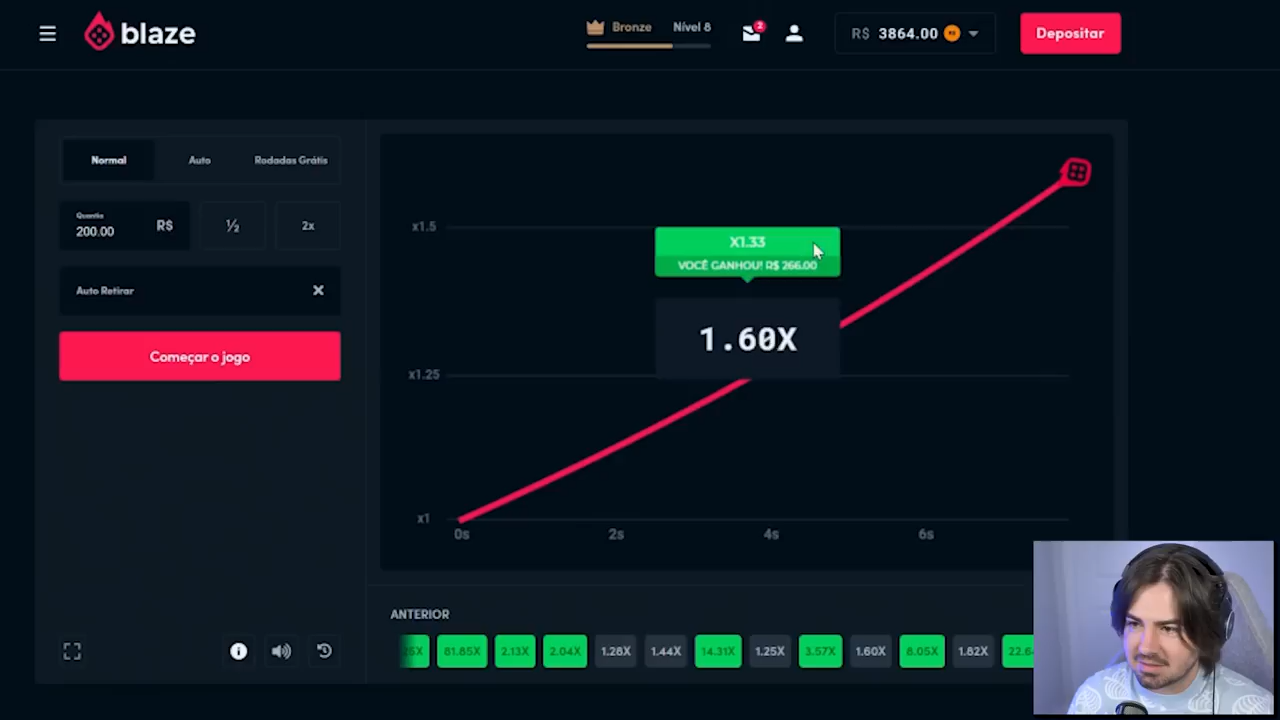 blaze
Bronze Nível 8
2
R$ 3864.00
Depositar
Normal Auto Rodadas Grátis
Quantia
200.00 R$ ½ 2x
Auto Retirar
Começar o jogo
x1.5
x1.25
x1
0s 2s 4s 6s
X1.33
VOCÊ GANHOU! R$ 266.00
1.60X
ANTERIOR
81.85X 2.13X 2.04X 1.28X 1.44X 14.31X 1.25X 3.57X 1.60X 8.05X 1.82X